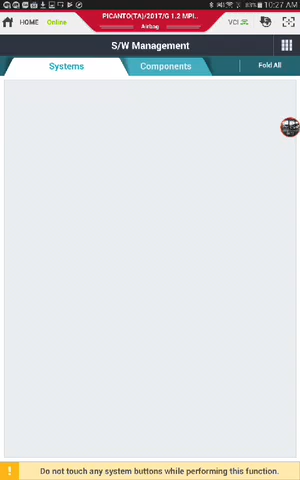 83% 10:27 AM
HOME Online PICANTO(TA)/2017/G 1.2 MPI.. VCI
Airbag
S/W Management
Systems Components Fold All
Do not touch any system buttons while performing this function.